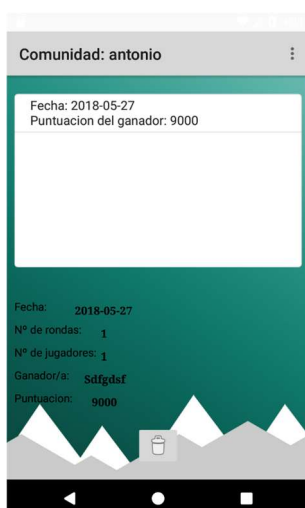 Comunidad: antonio
Fecha: 2018-05-27
Puntuacion del ganador: 9000
Fecha: 2018-05-27
Nº de rondas: 1
Nº de jugadores: 1
Ganador/a: Sdfgdsf
Puntuacion: 9000